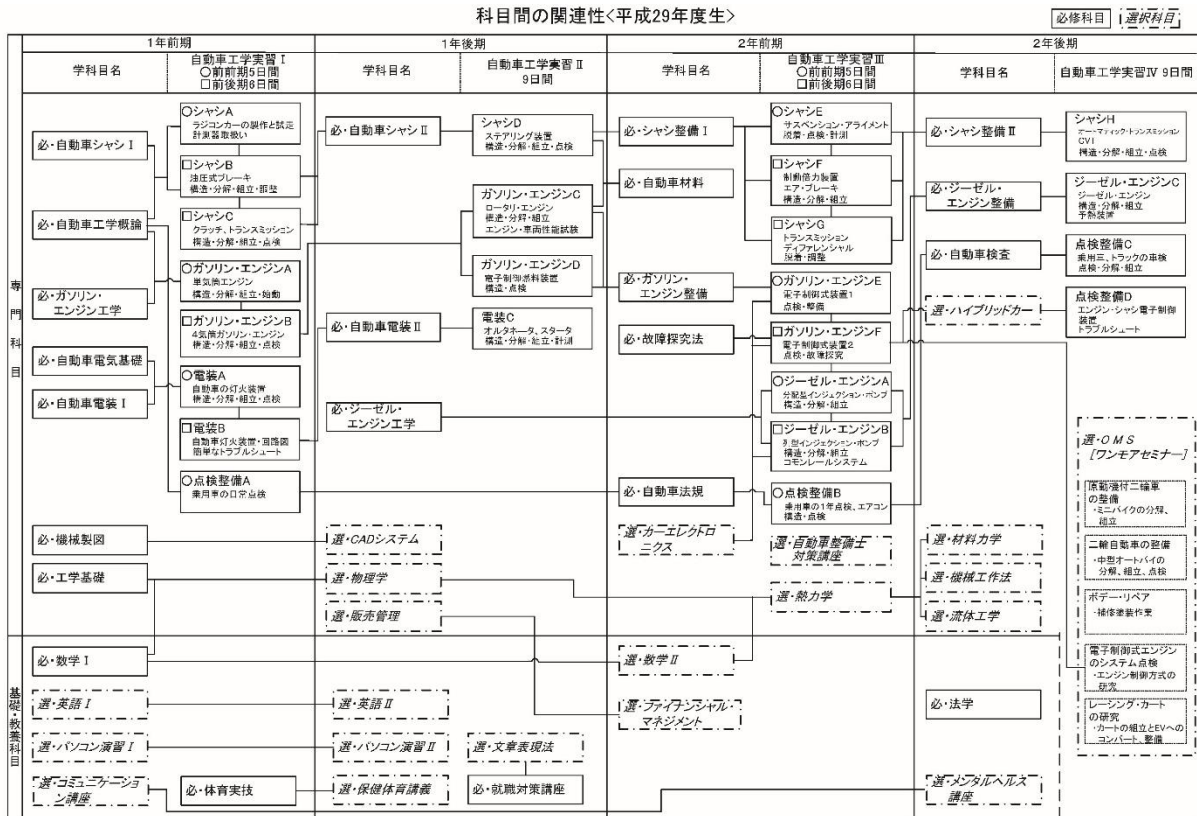 科目間の関連性<平成29年度生>
必修科目
選択科目
1年前期
1年後期
2年前期
2年後期
学科目名
自動車工学実習Ⅰ
○前前期5日間
□前後期6日間
学科目名
自動車工学実習Ⅱ
9日間
学科目名
自動車工学実習Ⅲ
○前前期5日間
□前後期6日間
学科目名
自動車工学実習Ⅳ 9日間
専門科目
必・自動車シャシⅠ
必・自動車工学概論
必・ガソリン・
エンジン工学
必・自動車電気基礎
必・自動車電装Ⅰ
必・機械製図
必・工学基礎
○シャシA
ラジコンカーの製作と試走
計測器取扱い
□シャシB
油圧式ブレーキ
構造・分解・組立・調整
□シャシC
クラッチ、トランスミッション
構造・分解・組立・点検
○ガソリン・エンジンA
単気筒エンジン
構造・分解・組立・始動
□ガソリン・エンジンB
4気筒ガソリン・エンジン
構造・分解・組立・点検
○電装A
自動車の灯火装置
構造・分解・組立・点検
□電装B
自動車灯火装置・回路図
簡単なトラブルシュート
○点検整備A
乗用車の日常点検
必・自動車シャシⅡ
必・自動車電装Ⅱ
必・ジーゼル・
エンジン工学
選・CADシステム
選・物理学
選・販売管理
シャシD
ステアリング装置
構造・分解・組立・点検
ガソリン・エンジンC
ロータリ・エンジン
構造・分解・組立
エンジン・車両性能試験
ガソリン・エンジンD
電子制御燃料装置
構造・点検
電装C
オルタネータ、スタータ
構造・分解・組立・計測
必・シャシ整備Ⅰ
必・自動車材料
必・ガソリン・
エンジン整備
必・故障探究法
必・自動車法規
選・カーエレクトロ
ニクス
○シャシE
サスペンション・アライメント
脱着・点検・計測
□シャシF
制動倍力装置
エア・ブレーキ
構造・分解・組立
□シャシG
トランスミッション
ディファレンシャル
脱着・調整
○ガソリン・エンジンE
電子制御式装置1
点検・整備
□ガソリン・エンジンF
電子制御式装置2
点検・故障探究
○ジーゼル・エンジンA
分配型インジェクション・ポンプ
構造・分解・組立
□ジーゼル・エンジンB
列型インジェクション・ポンプ
構造・分解・組立
コモンレールシステム
○点検整備B
乗用車の1年点検、エアコン
構造・点検
選・自動車整備士
対策講座
選・熱力学
必・シャシ整備Ⅱ
必・ジーゼル・
エンジン整備
必・自動車検査
選・ハイブリッドカー
選・材料力学
選・機械工作法
選・流体工学
シャシH
オートマティック・トランスミッション
CVT
構造・分解・組立・点検
ジーゼル・エンジンC
ジーゼル・エンジン
構造・分解・組立
予熱装置
点検整備C
乗用車、トラックの車検
点検・分解・組立
点検整備D
エンジン・シャシ電子制御
装置
トラブルシュート
選・OMS
[ワンモアセミナー]
原動機付二輪車
の整備
・ミニバイクの分解、
組立
二輪自動車の整備
・中型オートバイの
分解、組立、点検
ボデー・リペア
・補修塗装作業
電子制御式エンジン
のシステム点検
・エンジン制御方式の
研究
レーシング・カート
の研究
・カートの組立とEVへの
コンバート、整備
基礎・教養科目
必・数学Ⅰ
選・英語Ⅰ
選・パソコン演習Ⅰ
選・コミュニケーション
講座
必・体育実技
選・英語Ⅱ
選・パソコン演習Ⅱ
選・保健体育講義
選・文章表現法
必・就職対策講座
選・数学Ⅱ
選・ファイナンシャル・
マネジメント
必・法学
選・メンタルヘルス
講座